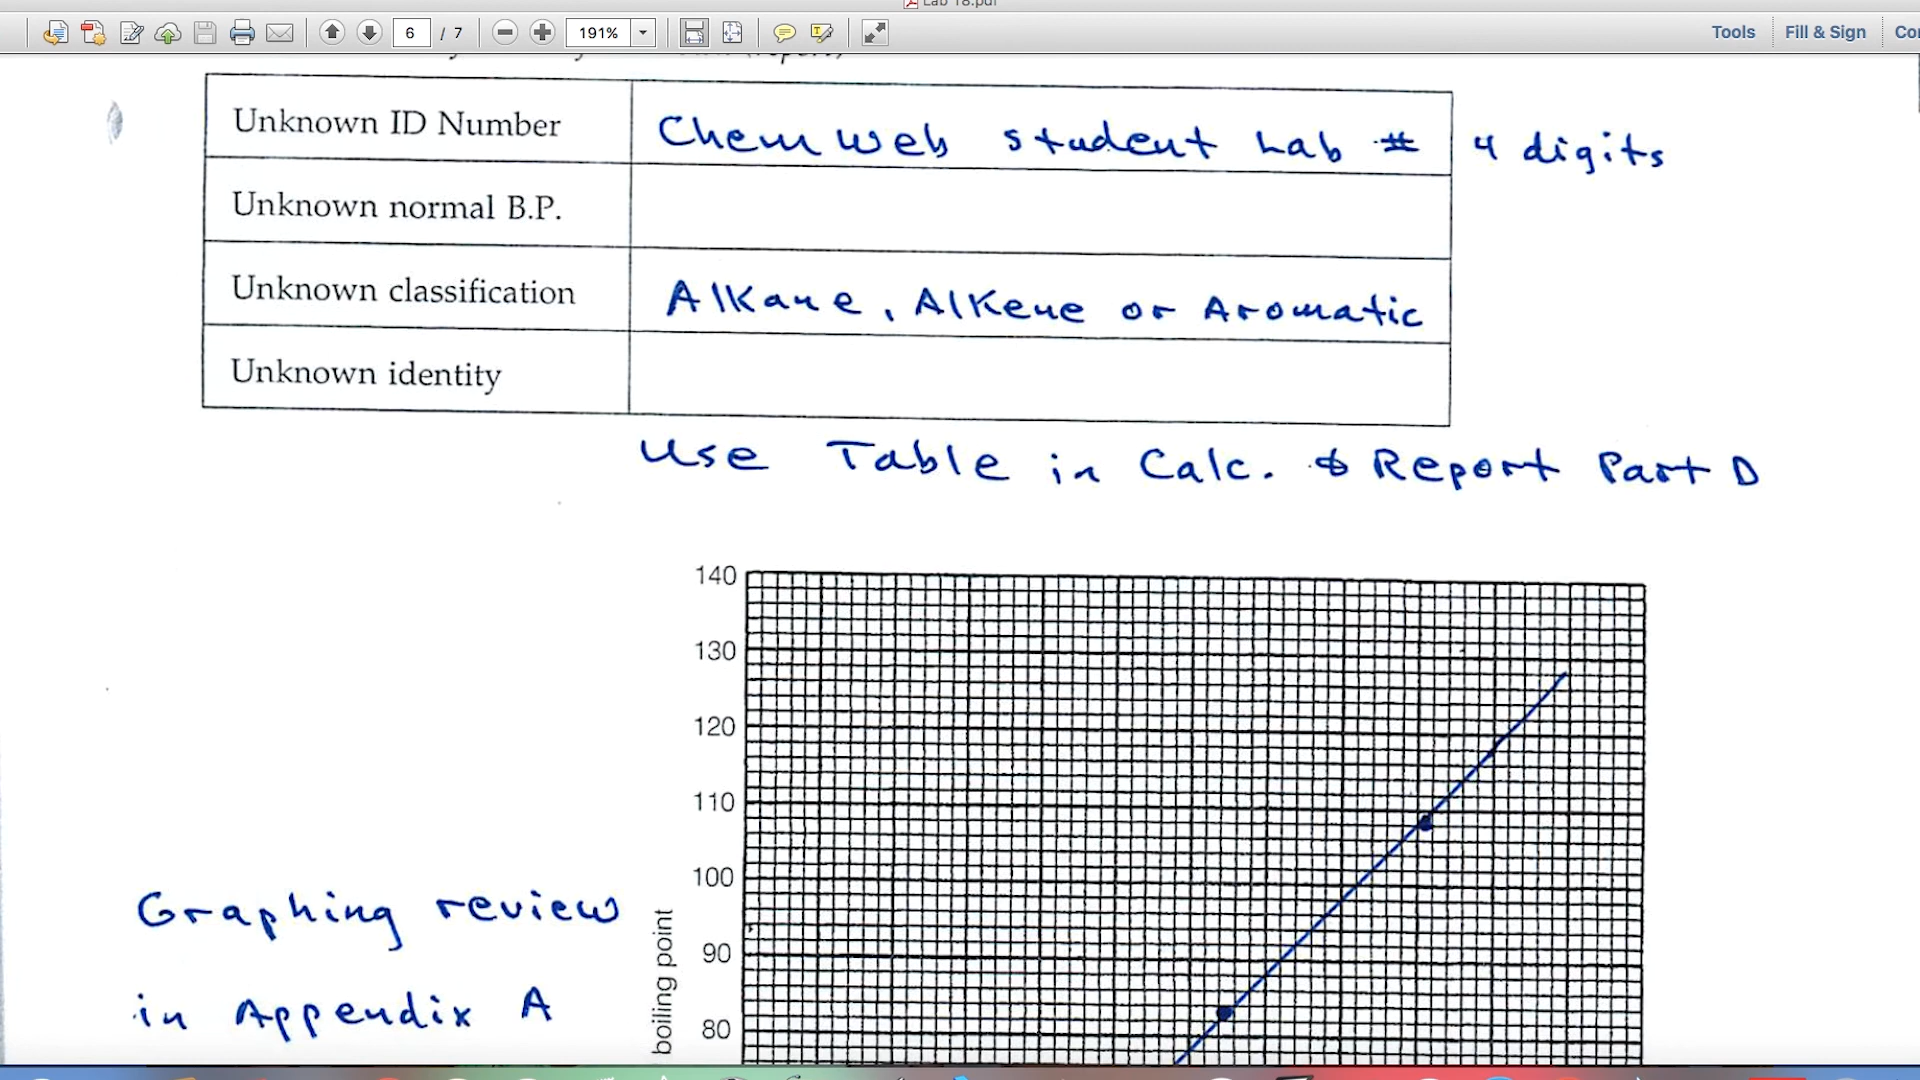 Lab 18.pdf
6 / 7 191% Tools Fill & Sign
Unknown ID Number Chem Web student Lab # 4 digits
Unknown normal B.P.
Unknown classification Alkane, Alkene or Aromatic
Unknown identity
Use Table in Calc. & Report Part D
140
130
120
110
100
Graphing review
90
in Appendix A
80
boiling point